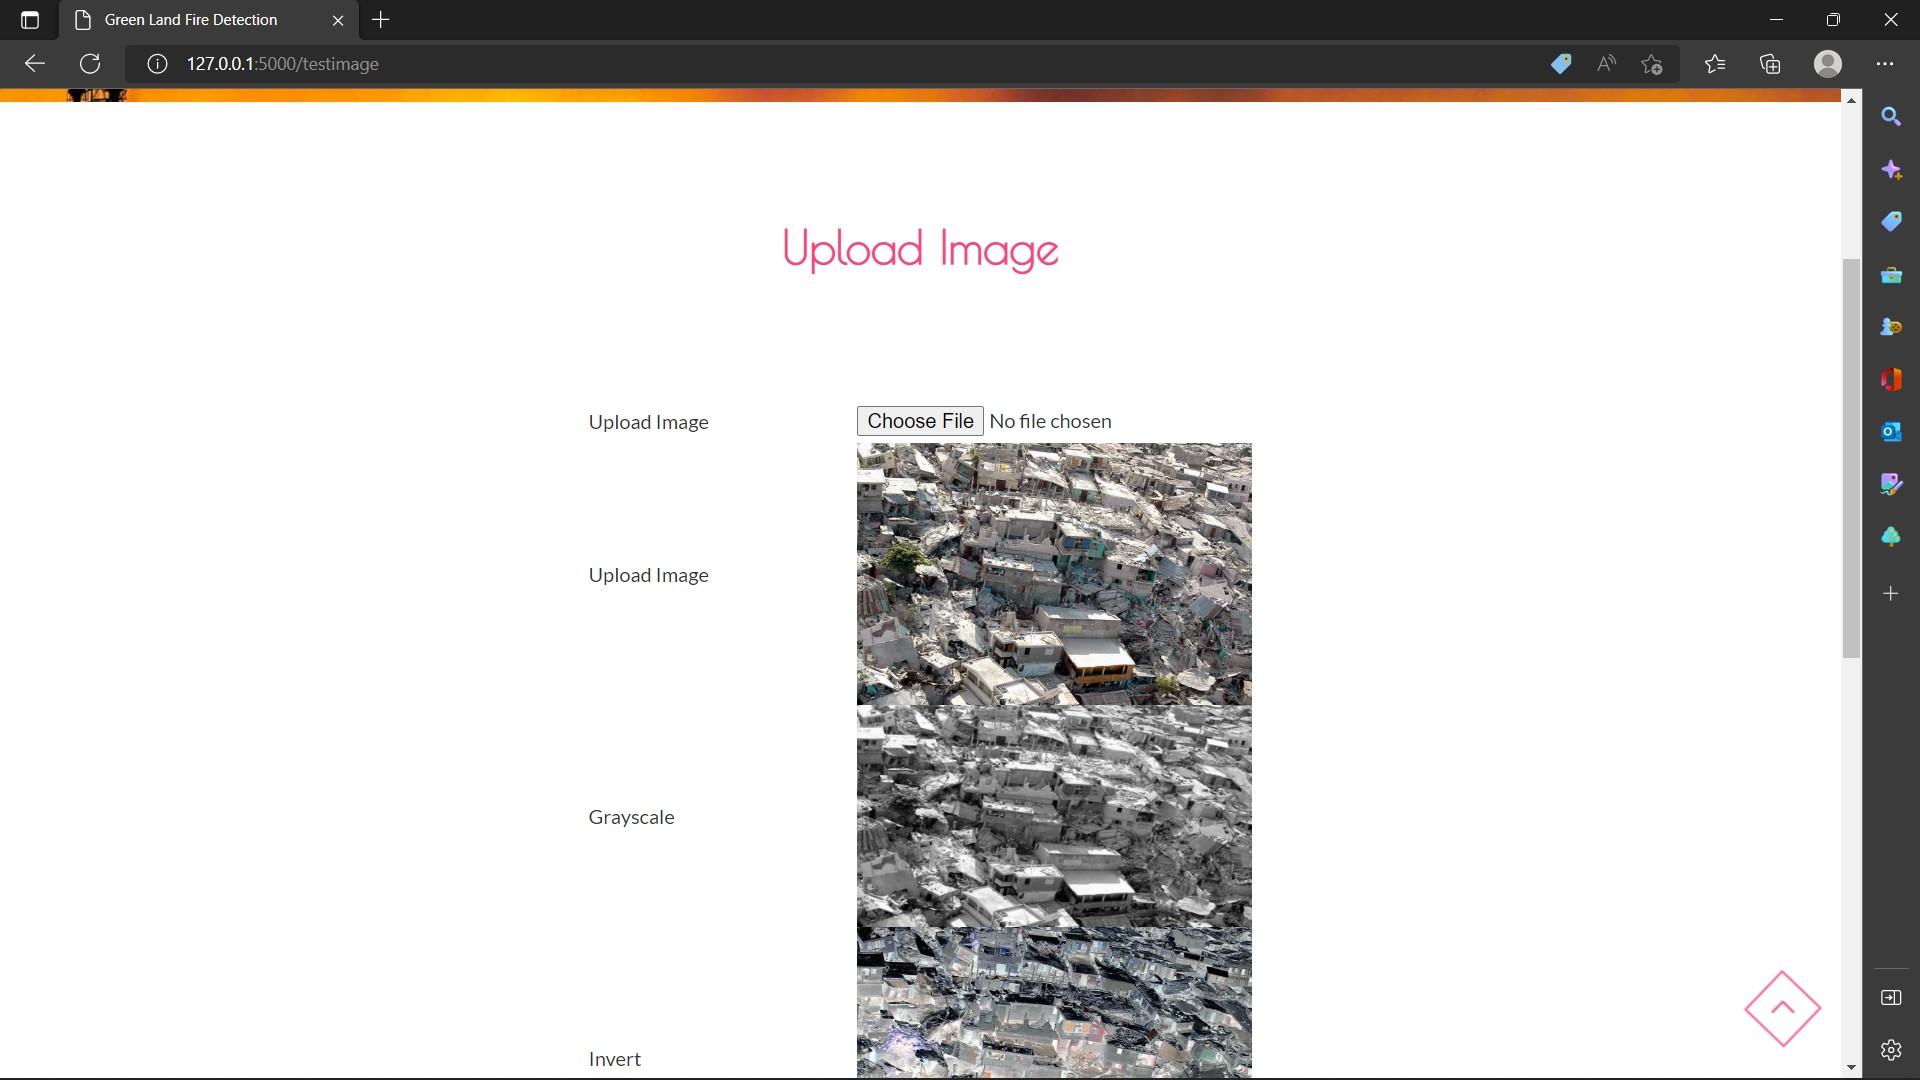 Green Land Fire Detection
127.0.0.1:5000/testimage
Upload Image
Upload Image
Choose File No file chosen
Upload Image
Grayscale
Invert